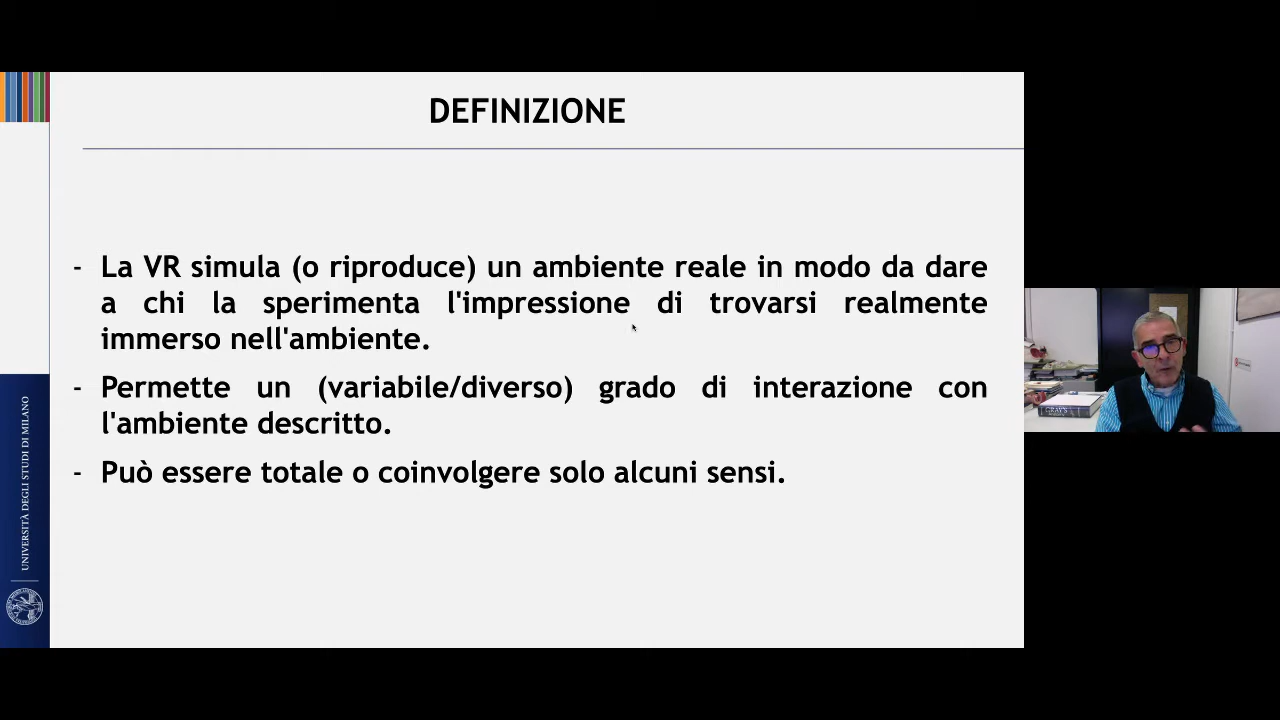 DEFINIZIONE
- La VR simula (o riproduce) un ambiente reale in modo da dare
a chi la sperimenta l'impressione di trovarsi realmente
immerso nell'ambiente.
- Permette un (variabile/diverso) grado di interazione con
l'ambiente descritto.
- Può essere totale o coinvolgere solo alcuni sensi.
UNIVERSITÀ DEGLI STUDI DI MILANO